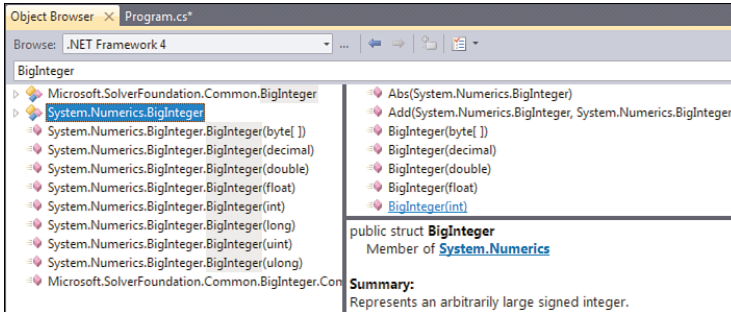 Object Browser Program.cs*
Browse: .NET Framework 4 ...
BigInteger
Microsoft.SolverFoundation.Common.BigInteger
System.Numerics.BigInteger
System.Numerics.BigInteger.BigInteger(byte[ ])
System.Numerics.BigInteger.BigInteger(decimal)
System.Numerics.BigInteger.BigInteger(double)
System.Numerics.BigInteger.BigInteger(float)
System.Numerics.BigInteger.BigInteger(int)
System.Numerics.BigInteger.BigInteger(long)
System.Numerics.BigInteger.BigInteger(uint)
System.Numerics.BigInteger.BigInteger(ulong)
Microsoft.SolverFoundation.Common.BigInteger.Con
Abs(System.Numerics.BigInteger)
Add(System.Numerics.BigInteger, System.Numerics.BigInteger
BigInteger(byte[ ])
BigInteger(decimal)
BigInteger(double)
BigInteger(float)
BigInteger(int)
public struct BigInteger
Member of System.Numerics
Summary:
Represents an arbitrarily large signed integer.